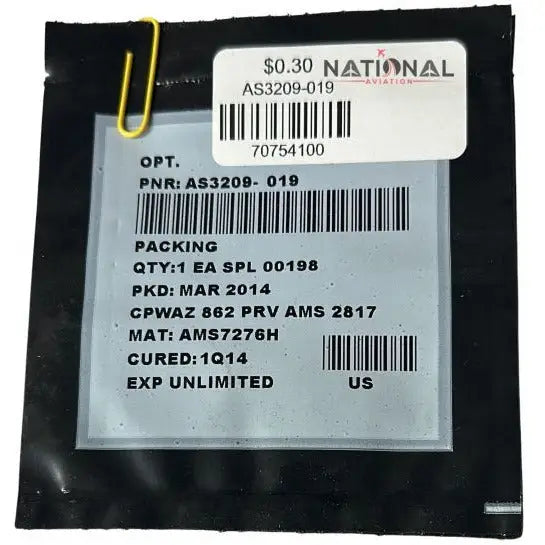 $0.30 NATIONAL
AVIATION
AS3209-019
70754100
OPT.
PNR: AS3209- 019
PACKING
QTY:1 EA SPL 00198
PKD: MAR 2014
CPWAZ 862 PRV AMS 2817
MAT: AMS7276H
CURED: 1Q14
EXP UNLIMITED
US